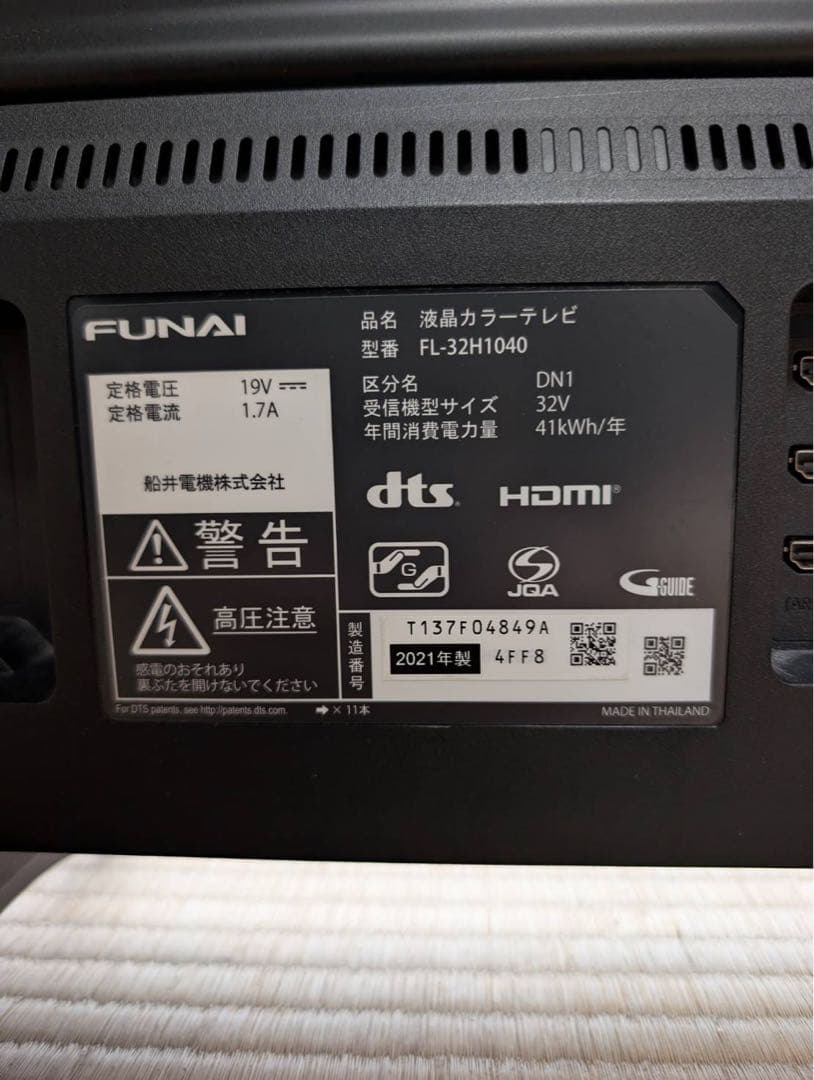 FUNAI
品名 液晶カラーテレビ
型番 FL-32H1040
定格電圧 19V
定格電流 1.7A
船井電機株式会社
区分名 DN1
受信機型サイズ 32V
年間消費電力量 41kWh/年
dts
HDMI®
G
JQA
G-GUIDE
警告
高圧注意
感電のおそれあり
裏ぶたを開けないでください
製造番号
T137F04849A
2021年製 4FF8
For DTS patents, see http://patents.dts.com.
➡× 11本
MADE IN THAILAND